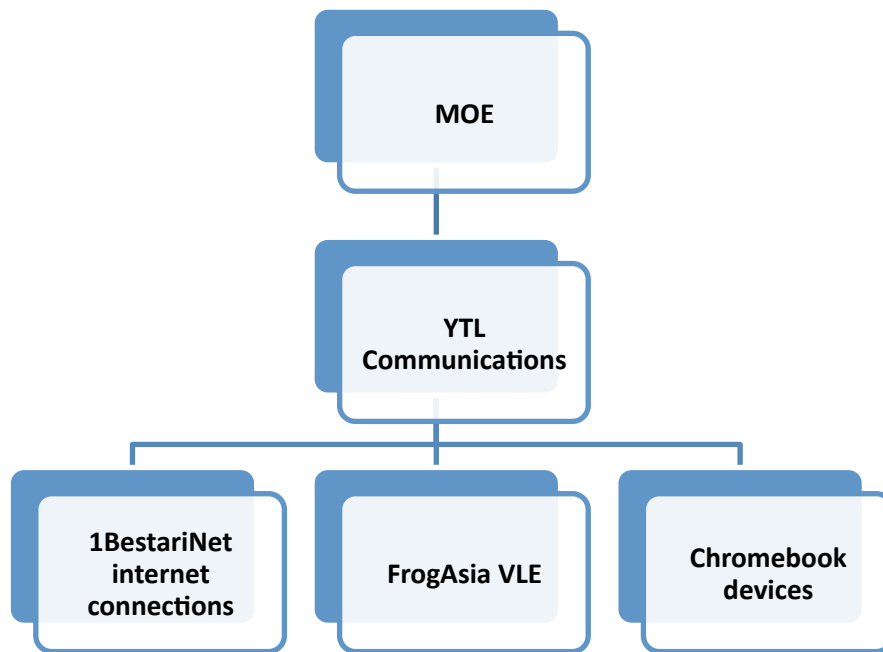 MOE
YTL
Communications
1BestariNet
internet
connections
FrogAsia VLE
Chromebook
devices